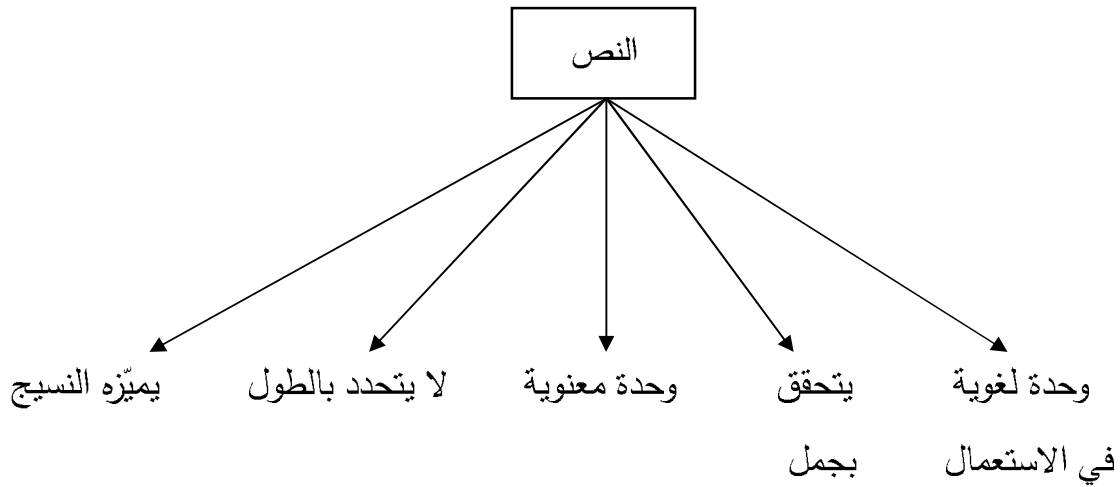 النص
وحدة لغوية
في الاستعمال
يتحقق
بجمل
وحدة معنوية
لا يتحدد بالطول
يميّزه النسيج